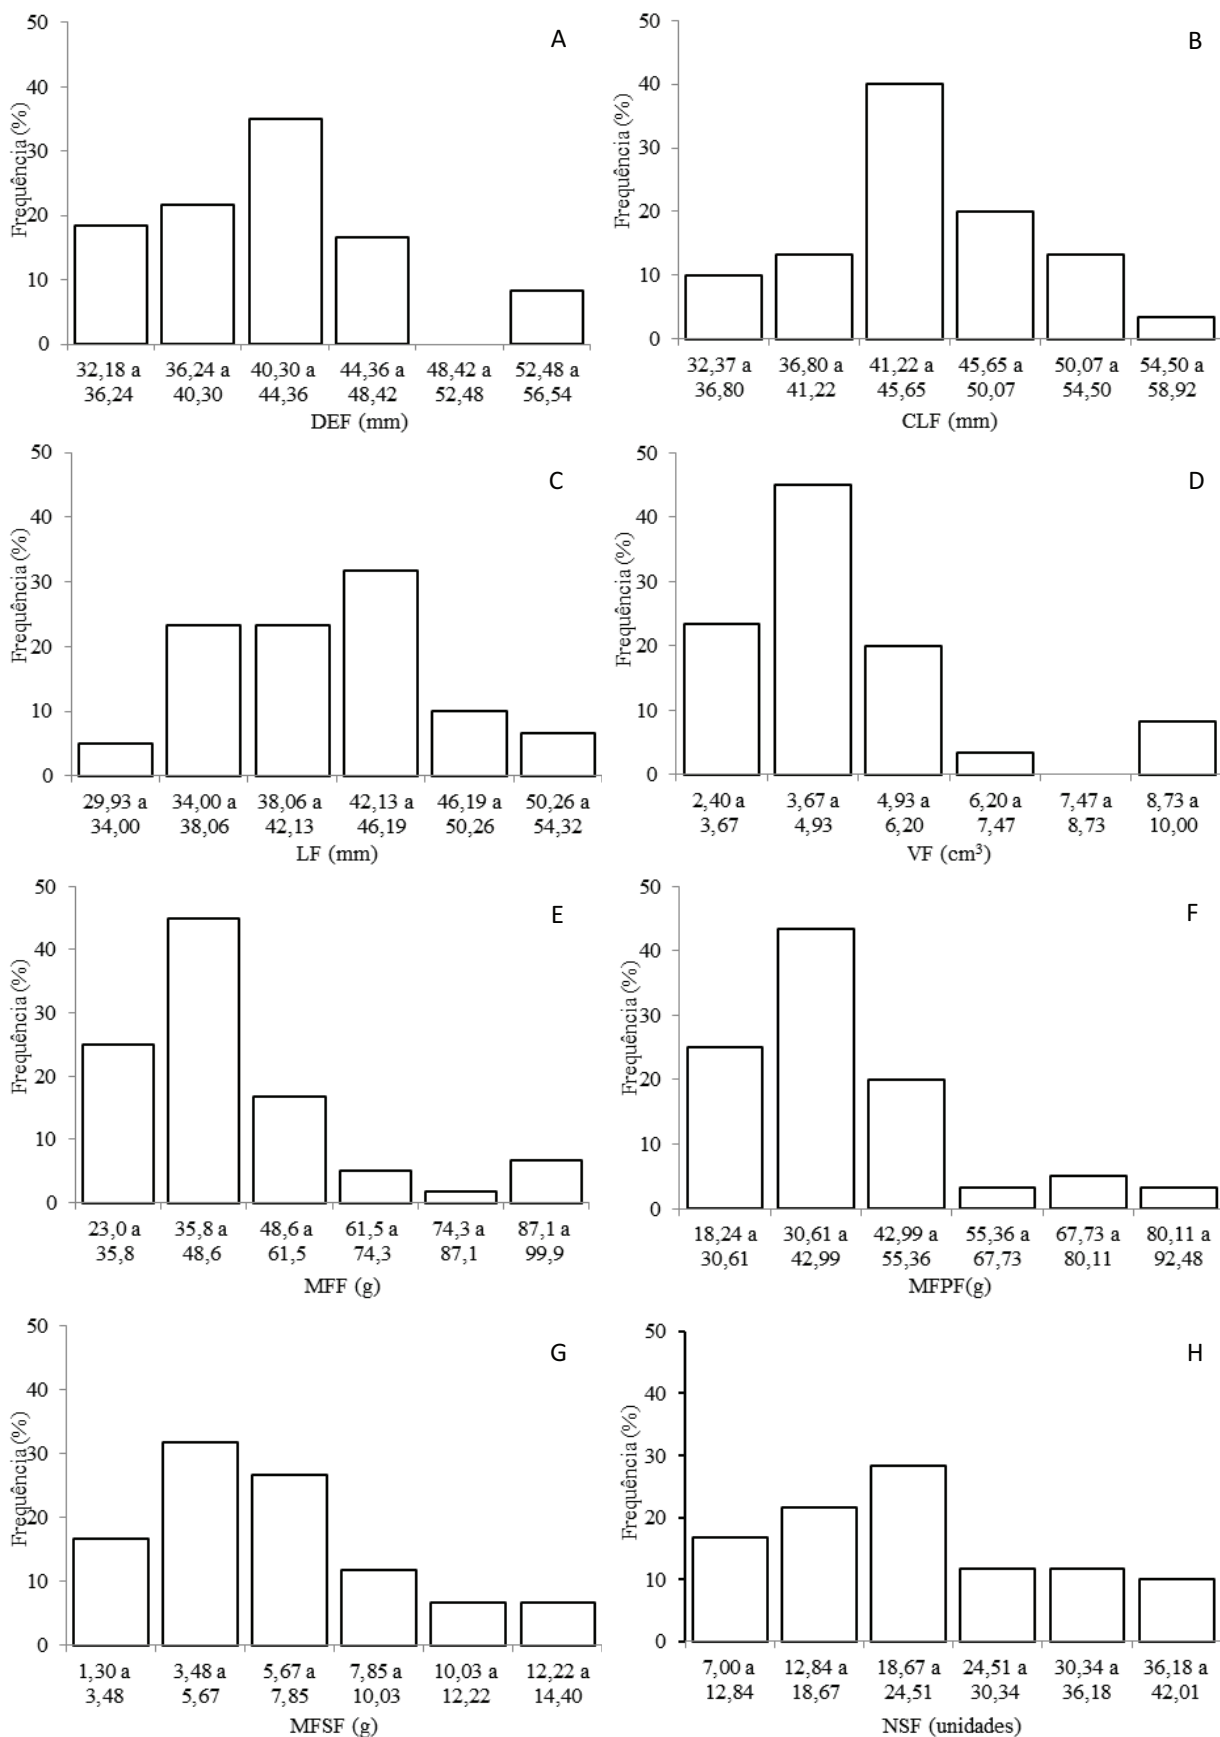 A
Frequência (%)
50
40
30
20
10
0
32,18 a 36,24 a 40,30 a 44,36 a 48,42 a 52,48 a
36,24 40,30 44,36 48,42 52,48 56,54
DEF (mm)
B
Frequência (%)
50
40
30
20
10
0
32,37 a 36,80 a 41,22 a 45,65 a 50,07 a 54,50 a
36,80 41,22 45,65 50,07 54,50 58,92
CLF (mm)
C
Frequência (%)
50
40
30
20
10
0
29,93 a 34,00 a 38,06 a 42,13 a 46,19 a 50,26 a
34,00 38,06 42,13 46,19 50,26 54,32
LF (mm)
D
Frequência (%)
50
40
30
20
10
0
2,40 a 3,67 a 4,93 a 6,20 a 7,47 a 8,73 a
3,67 4,93 6,20 7,47 8,73 10,00
VF (cm³)
E
Frequência (%)
50
40
30
20
10
0
23,0 a 35,8 a 48,6 a 61,5 a 74,3 a 87,1 a
35,8 48,6 61,5 74,3 87,1 99,9
MFF (g)
F
Frequência (%)
50
40
30
20
10
0
18,24 a 30,61 a 42,99 a 55,36 a 67,73 a 80,11 a
30,61 42,99 55,36 67,73 80,11 92,48
MFPF(g)
G
Frequência (%)
50
40
30
20
10
0
1,30 a 3,48 a 5,67 a 7,85 a 10,03 a 12,22 a
3,48 5,67 7,85 10,03 12,22 14,40
MFSF (g)
H
Frequência (%)
50
40
30
20
10
0
7,00 a 12,84 a 18,67 a 24,51 a 30,34 a 36,18 a
12,84 18,67 24,51 30,34 36,18 42,01
NSF (unidades)